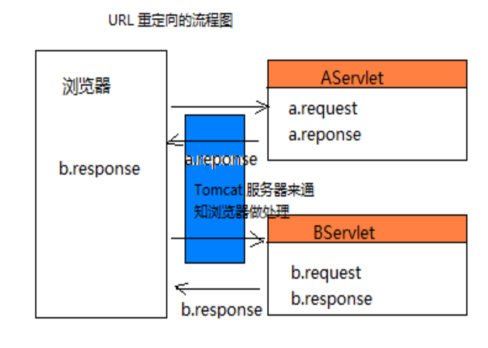 URL 重定向的流程图
浏览器
b.response
AServlet
a.request
a.reponse
a.reponse
Tomcat 服务器来通
知浏览器做处理
BServlet
b.request
b.response
b.response